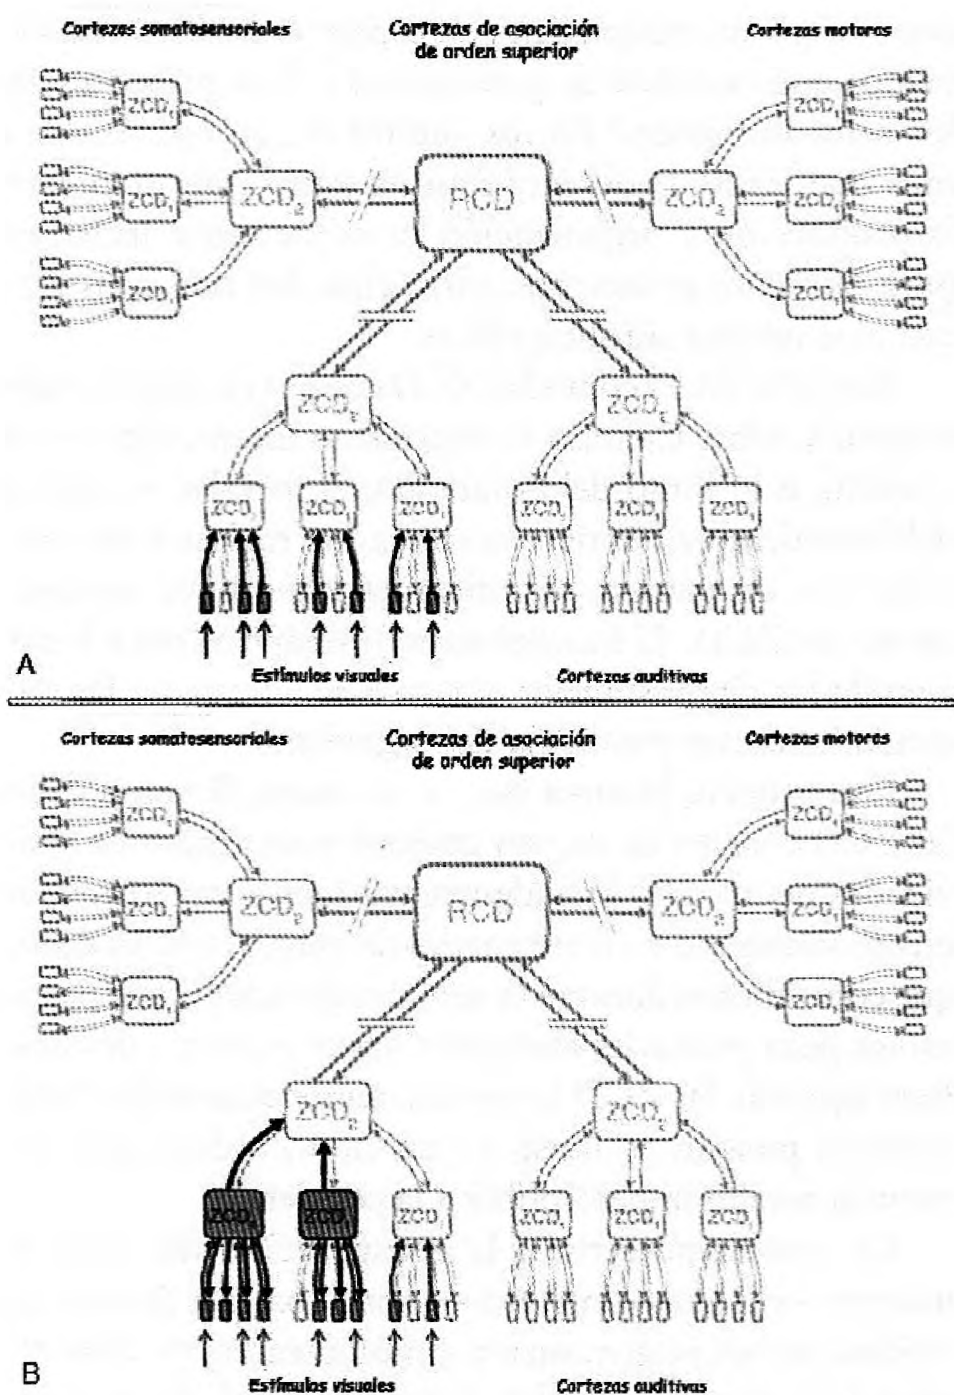 Cortezas somatosensoriales
Cortezas de asociación
de orden superior
Cortezas motoras
ZCD₁
ZCD₁
ZCD₁
ZCD₂
RCD
ZCD₂
ZCD₁
ZCD₁
ZCD₁
ZCD₂
ZCD₂
ZCD₁
ZCD₁
ZCD₁
ZCD₁
ZCD₁
ZCD₁
A
Estímulos visuales
Cortezas auditivas
Cortezas somatosensoriales
Cortezas de asociación
de orden superior
Cortezas motoras
ZCD₁
ZCD₁
ZCD₁
ZCD₂
RCD
ZCD₂
ZCD₁
ZCD₁
ZCD₁
ZCD₂
ZCD₂
ZCD₁
ZCD₁
ZCD₁
ZCD₁
ZCD₁
B
Estímulos visuales
Cortezas auditivas